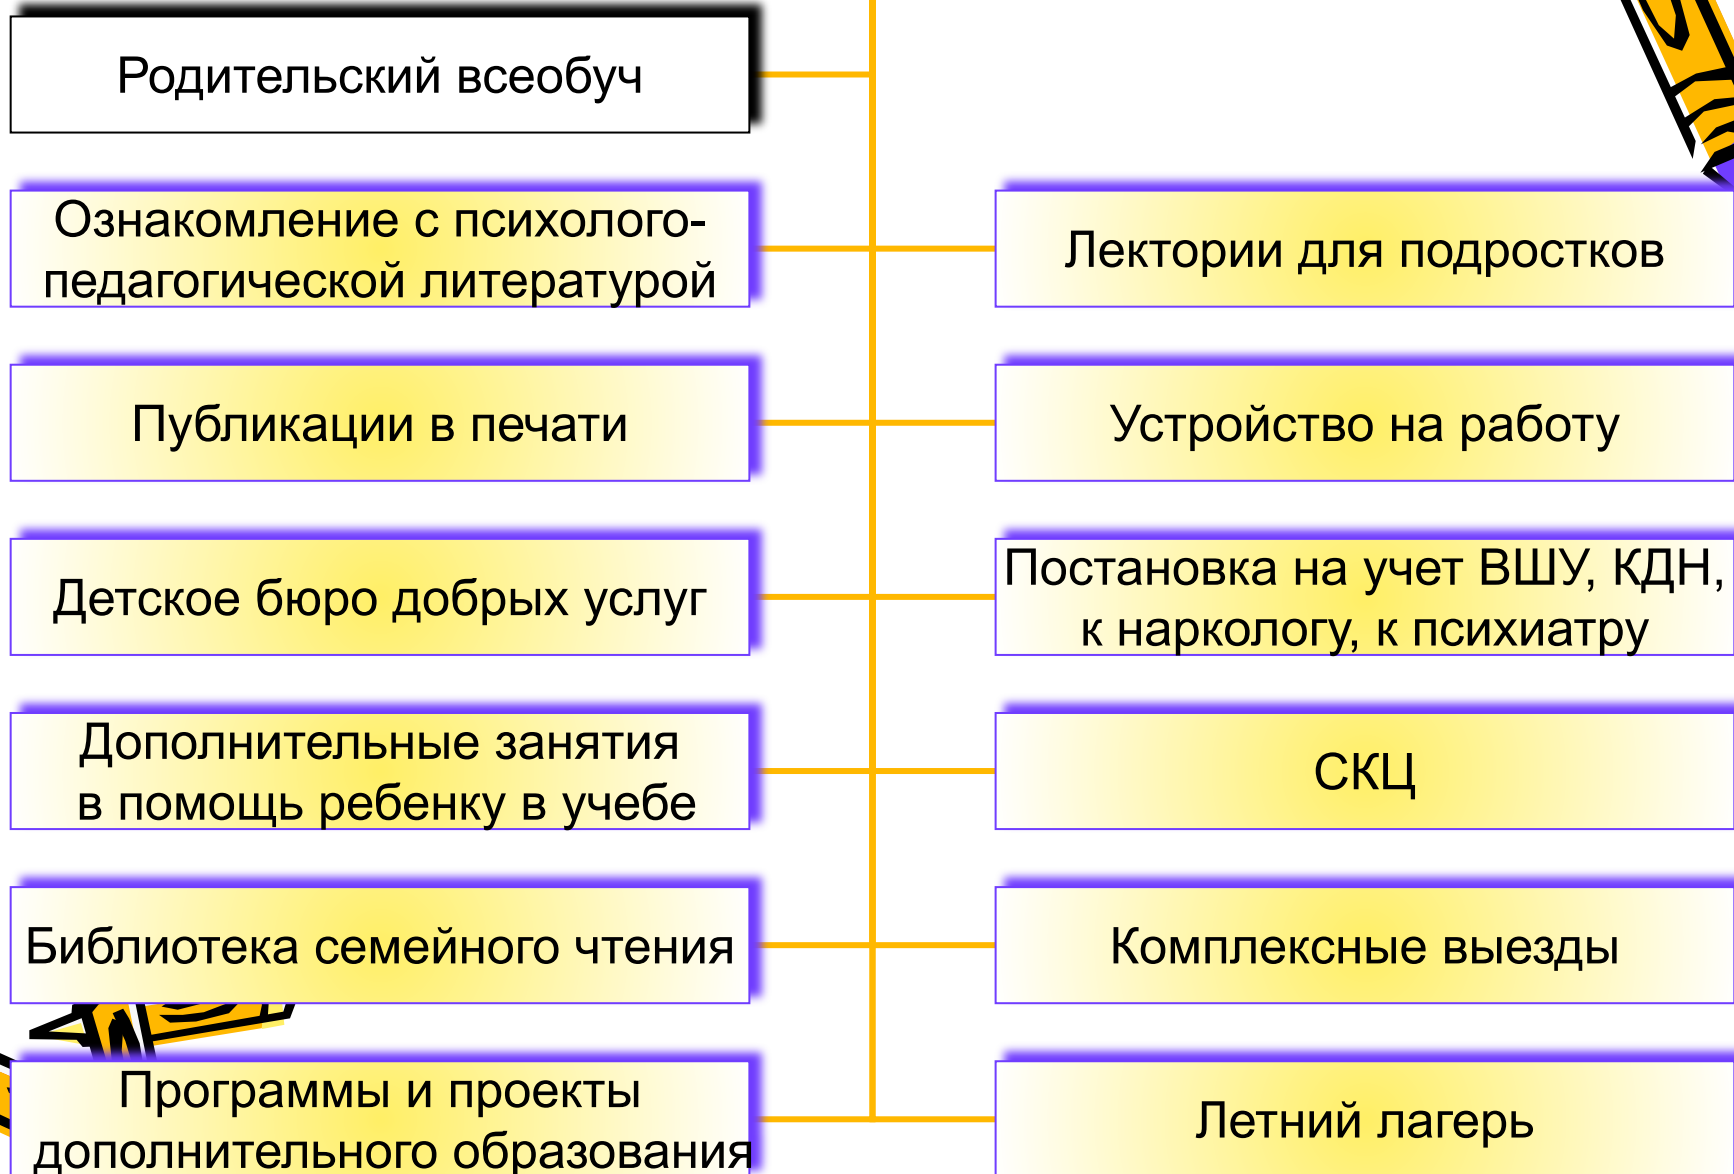 Родительский всеобуч
Ознакомление с психолого-
педагогической литературой
Лектории для подростков
Публикации в печати
Устройство на работу
Детское бюро добрых услуг
Постановка на учет ВШУ, КДН,
к наркологу, к психиатру
Дополнительные занятия
в помощь ребенку в учебе
СКЦ
Библиотека семейного чтения
Комплексные выезды
Программы и проекты
дополнительного образования
Летний лагерь